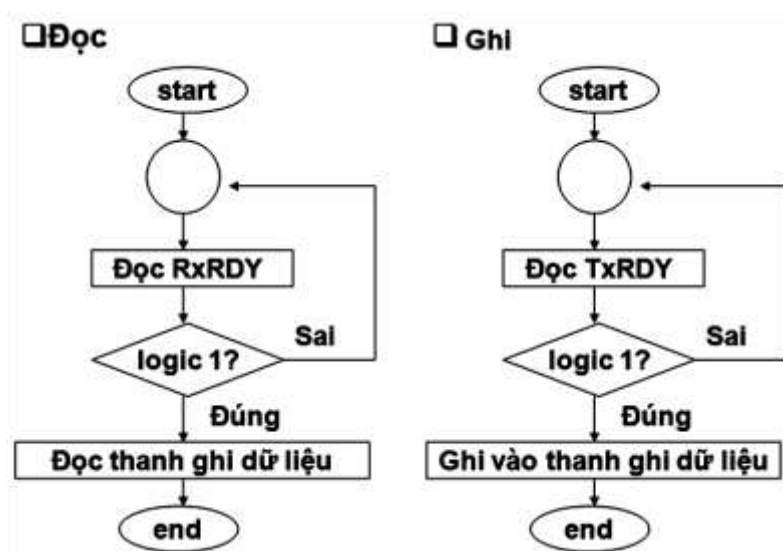 ❑Đọc
start
Đọc RxRDY
logic 1?
Sai
Đúng
Đọc thanh ghi dữ liệu
end
❑ Ghi
start
Đọc TxRDY
logic 1?
Sai
Đúng
Ghi vào thanh ghi dữ liệu
end